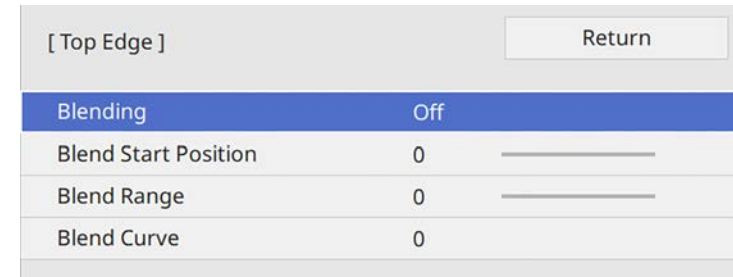 [ Top Edge ] Return
Blending Off
Blend Start Position 0
Blend Range 0
Blend Curve 0